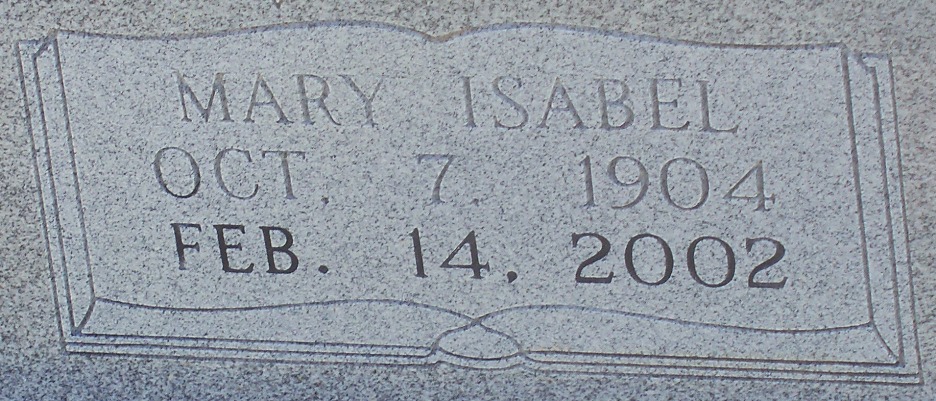 MARY ISABEL
OCT. 7, 1904
FEB. 14, 2002